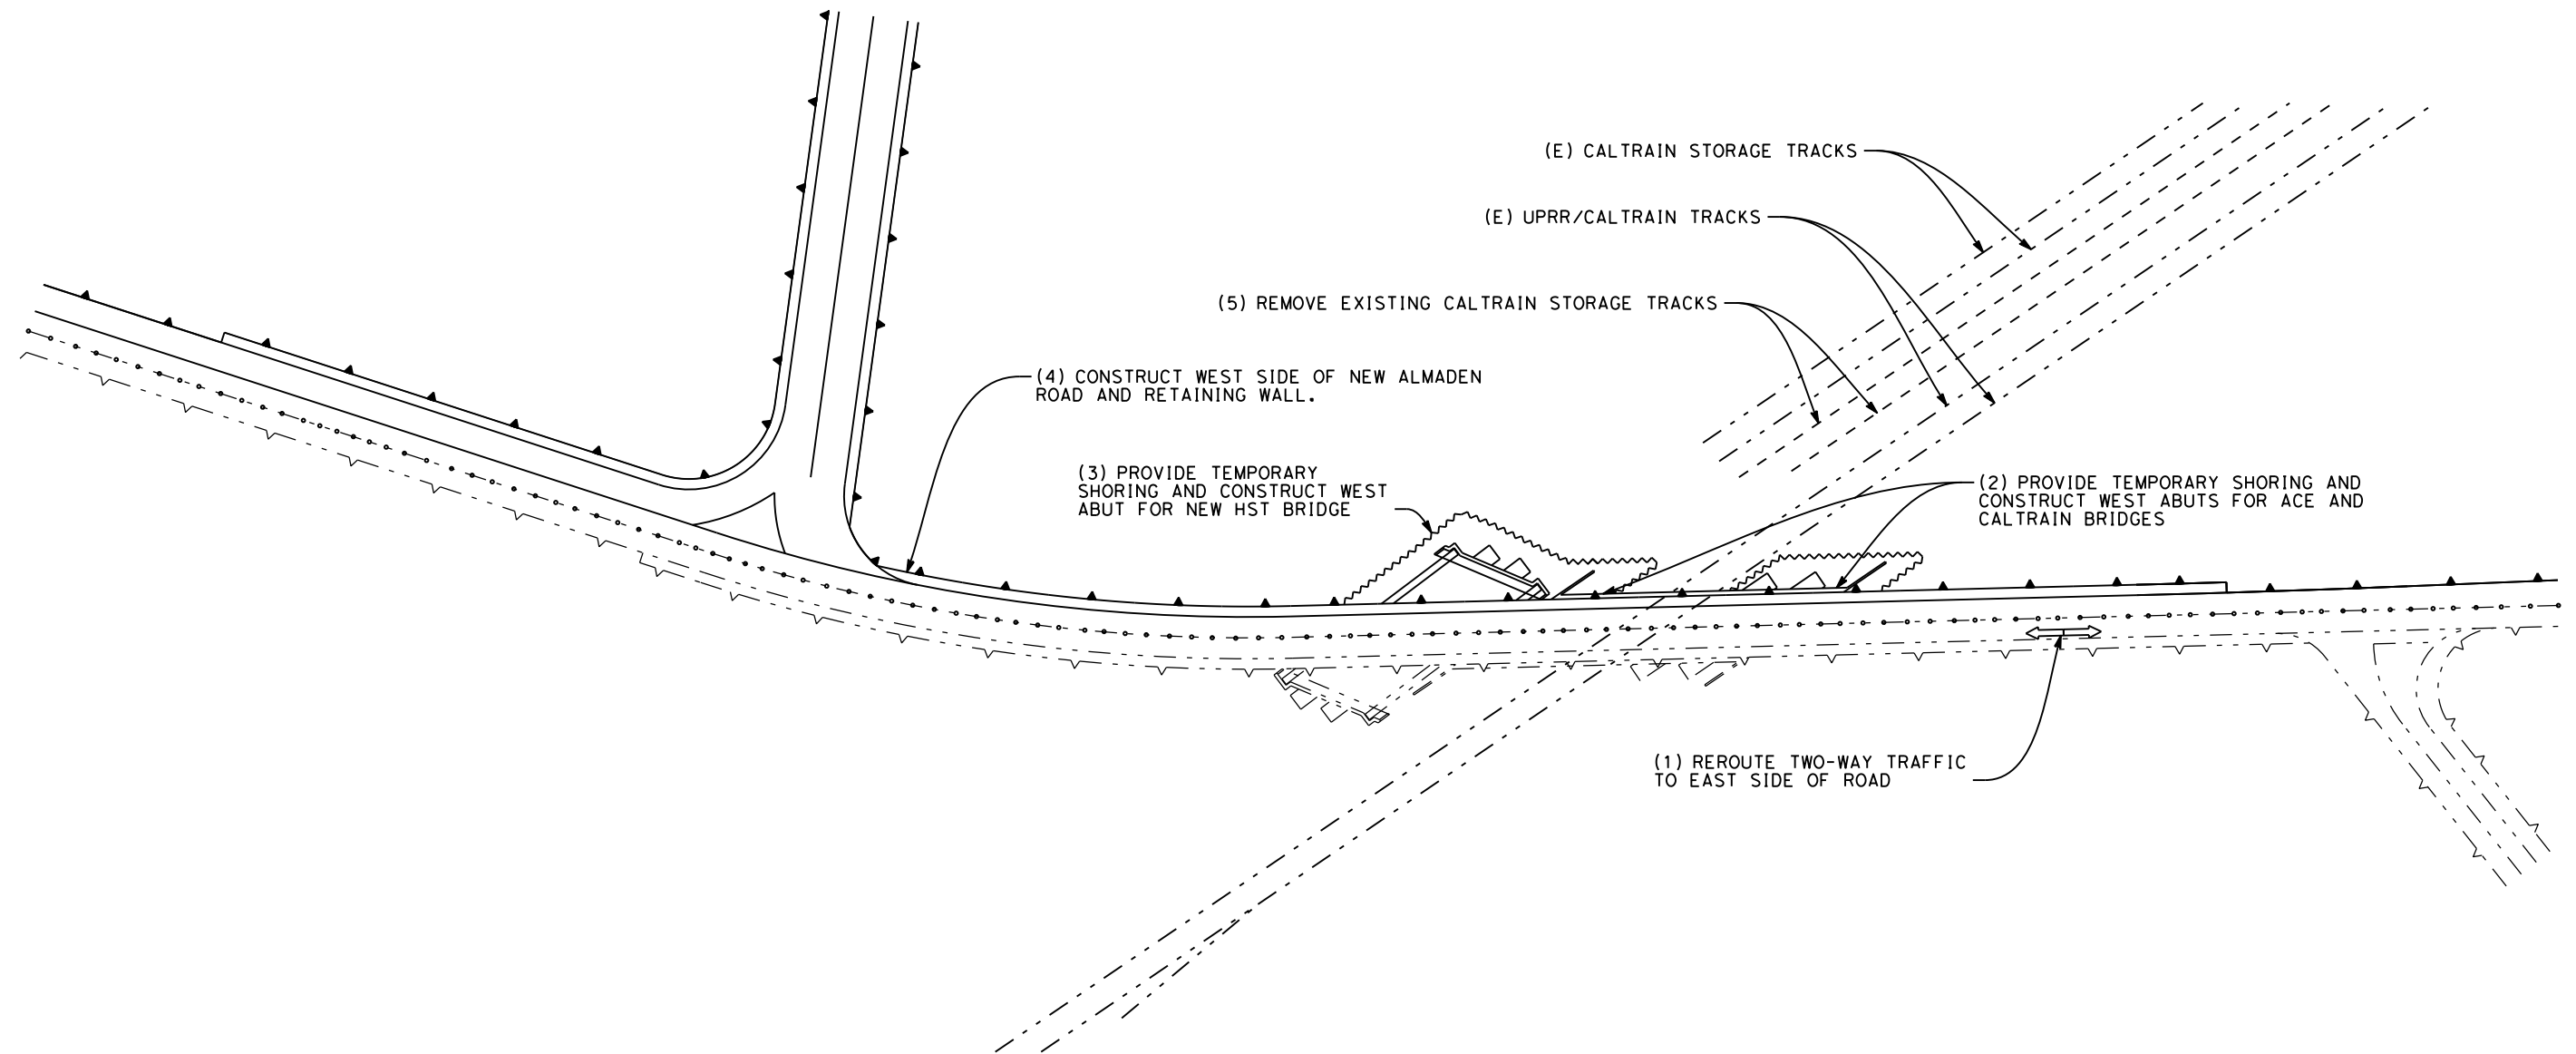 (E) CALTRAIN STORAGE TRACKS
(E) UPRR/CALTRAIN TRACKS
(5) REMOVE EXISTING CALTRAIN STORAGE TRACKS
(4) CONSTRUCT WEST SIDE OF NEW ALMADEN
ROAD AND RETAINING WALL.
(3) PROVIDE TEMPORARY
SHORING AND CONSTRUCT WEST
ABUT FOR NEW HST BRIDGE
(2) PROVIDE TEMPORARY SHORING AND
CONSTRUCT WEST ABUTS FOR ACE AND
CALTRAIN BRIDGES
(1) REROUTE TWO-WAY TRAFFIC
TO EAST SIDE OF ROAD